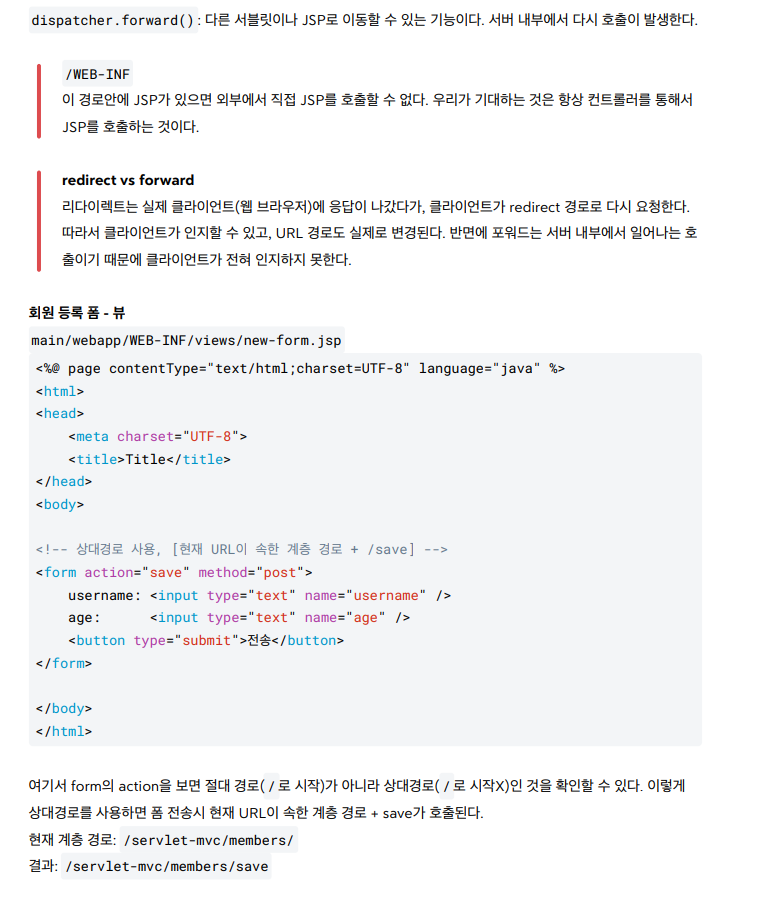 dispatcher.forward() : 다른 서블릿이나 JSP로 이동할 수 있는 기능이다. 서버 내부에서 다시 호출이 발생한다.
/WEB-INF
이 경로안에 JSP가 있으면 외부에서 직접 JSP를 호출할 수 없다. 우리가 기대하는 것은 항상 컨트롤러를 통해서
JSP를 호출하는 것이다.
redirect vs forward
리다이렉트는 실제 클라이언트(웹 브라우저)에 응답이 나갔다가, 클라이언트가 redirect 경로로 다시 요청한다.
따라서 클라이언트가 인지할 수 있고, URL 경로도 실제로 변경된다. 반면에 포워드는 서버 내부에서 일어나는 호
출이기 때문에 클라이언트가 전혀 인지하지 못한다.
회원 등록 폼 - 뷰
main/webapp/WEB-INF/views/new-form.jsp
<%@ page contentType="text/html;charset=UTF-8" language="java" %>
<html>
<head>
    <meta charset="UTF-8">
    <title>Title</title>
</head>
<body>
<!-- 상대경로 사용, [현재 URL이 속한 계층 경로 + /save] -->
<form action="save" method="post">
    username: <input type="text" name="username" />
    age:      <input type="text" name="age" />
    <button type="submit">전송</button>
</form>
</body>
</html>
여기서 form의 action을 보면 절대 경로( / 로 시작)가 아니라 상대경로( / 로 시작X)인 것을 확인할 수 있다. 이렇게
상대경로를 사용하면 폼 전송시 현재 URL이 속한 계층 경로 + save가 호출된다.
현재 계층 경로: /servlet-mvc/members/
결과: /servlet-mvc/members/save